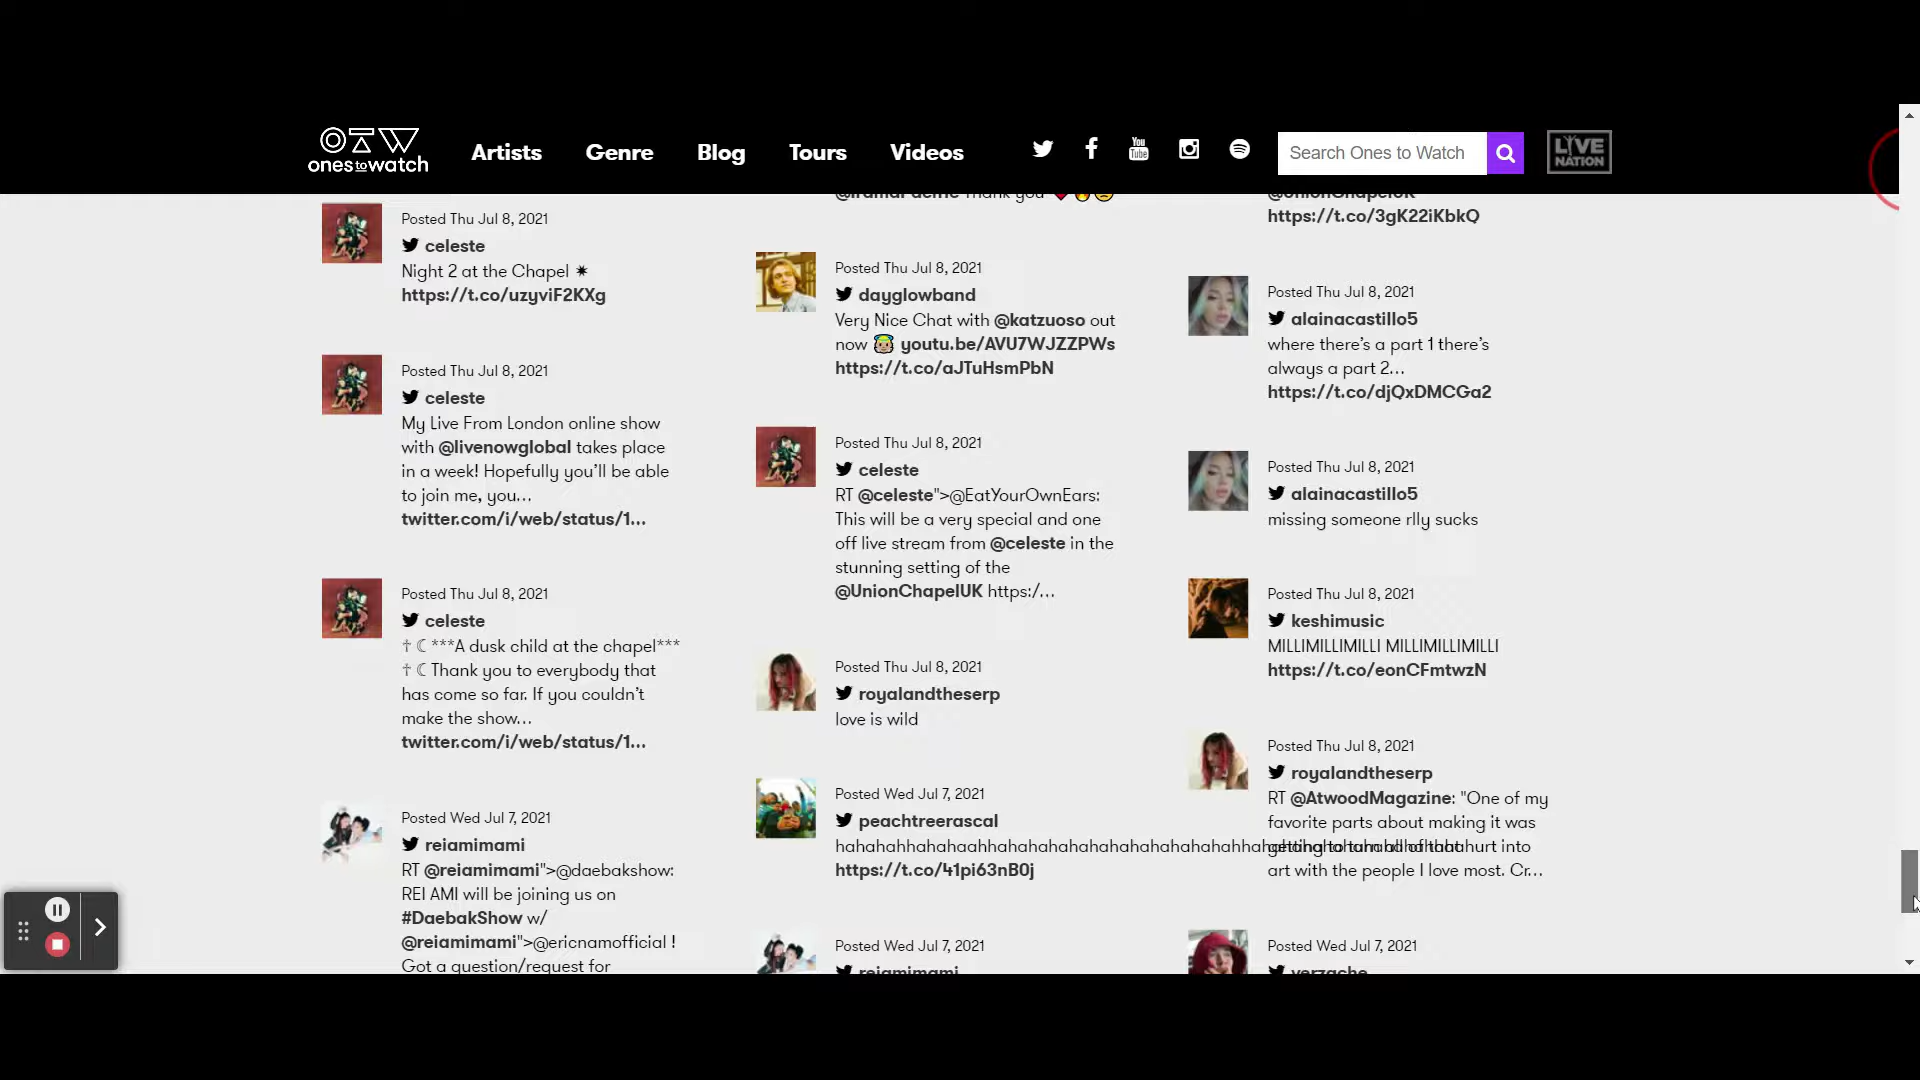 onestowatch
Artists
Genre
Blog
Tours
Videos
You
Tube
Search Ones to Watch
LIVE
NATION
Posted Thu Jul 8, 2021
celeste
Night 2 at the Chapel ✷
https://t.co/uzyviF2KXg
Posted Thu Jul 8, 2021
celeste
My Live From London online show
with @livenowglobal takes place
in a week! Hopefully you’ll be able
to join me, you…
twitter.com/i/web/status/1…
Posted Thu Jul 8, 2021
celeste
☥☾***A dusk child at the chapel***
☥☾Thank you to everybody that
has come so far. If you couldn’t
make the show…
twitter.com/i/web/status/1…
Posted Wed Jul 7, 2021
reiamimami
RT @reiamimami">@daebakshow:
REI AMI will be joining us on
#DaebakShow w/
@reiamimami">@ericnamofficial !
Got a question/request for
Thank you ❤️🔥🥲
Posted Thu Jul 8, 2021
dayglowband
Very Nice Chat with @katzuoso out
now 😇 youtu.be/AVU7WJZZPWs
https://t.co/aJTuHsmPbN
Posted Thu Jul 8, 2021
celeste
RT @celeste">@EatYourOwnEars:
This will be a very special and one
off live stream from @celeste in the
stunning setting of the
@UnionChapelUK https:/…
Posted Thu Jul 8, 2021
royalandtheserp
love is wild
Posted Wed Jul 7, 2021
peachtreerascal
https://t.co/41pi63nB0j
Posted Wed Jul 7, 2021
reiamimami
@UnionChapelUK
https://t.co/3gK22iKbkQ
Posted Thu Jul 8, 2021
alainacastillo5
where there’s a part 1 there’s
always a part 2…
https://t.co/djQxDMCGa2
Posted Thu Jul 8, 2021
alainacastillo5
missing someone rlly sucks
Posted Thu Jul 8, 2021
keshimusic
MILLIMILLIMILLI MILLIMILLIMILLI
https://t.co/eonCFmtwzN
Posted Thu Jul 8, 2021
royalandtheserp
RT @AtwoodMagazine: "One of my
favorite parts about making it was
getting to turn all of that hurt into
art with the people I love most. Cr…
Posted Wed Jul 7, 2021
verzache